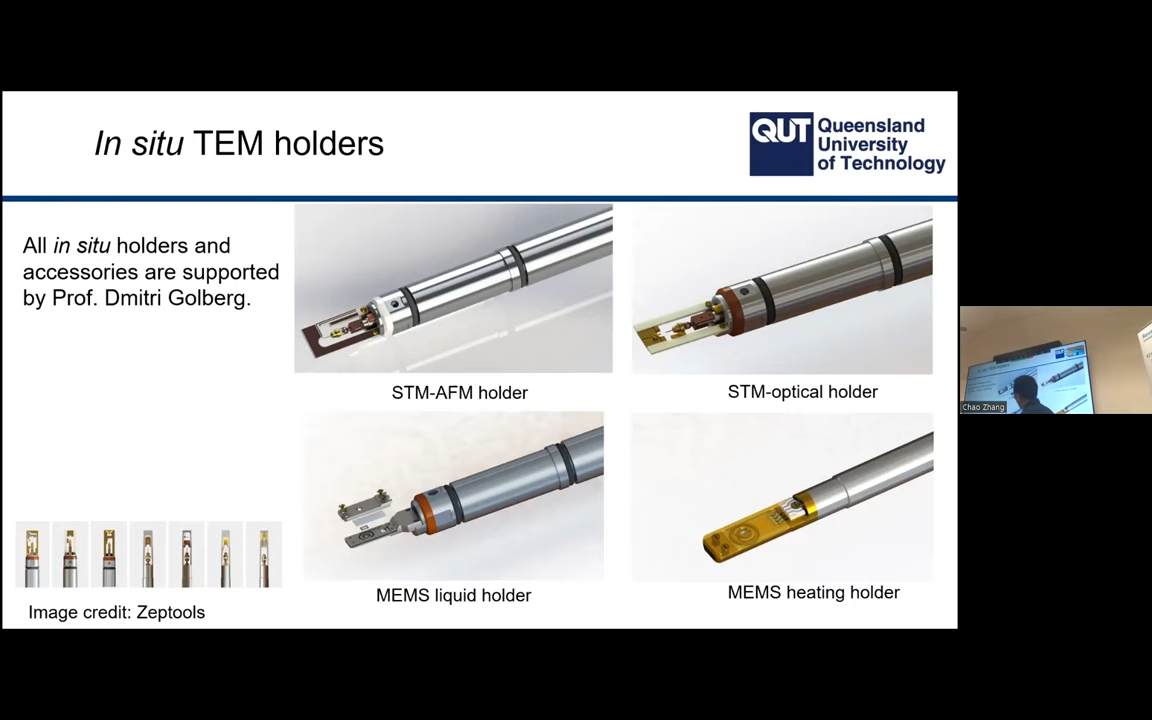 In situ TEM holders
QUT
Queensland
University
of Technology
All in situ holders and
accessories are supported
by Prof. Dmitri Golberg.
STM-AFM holder
STM-optical holder
MEMS liquid holder
MEMS heating holder
Image credit: Zeptools
Chao Zhang